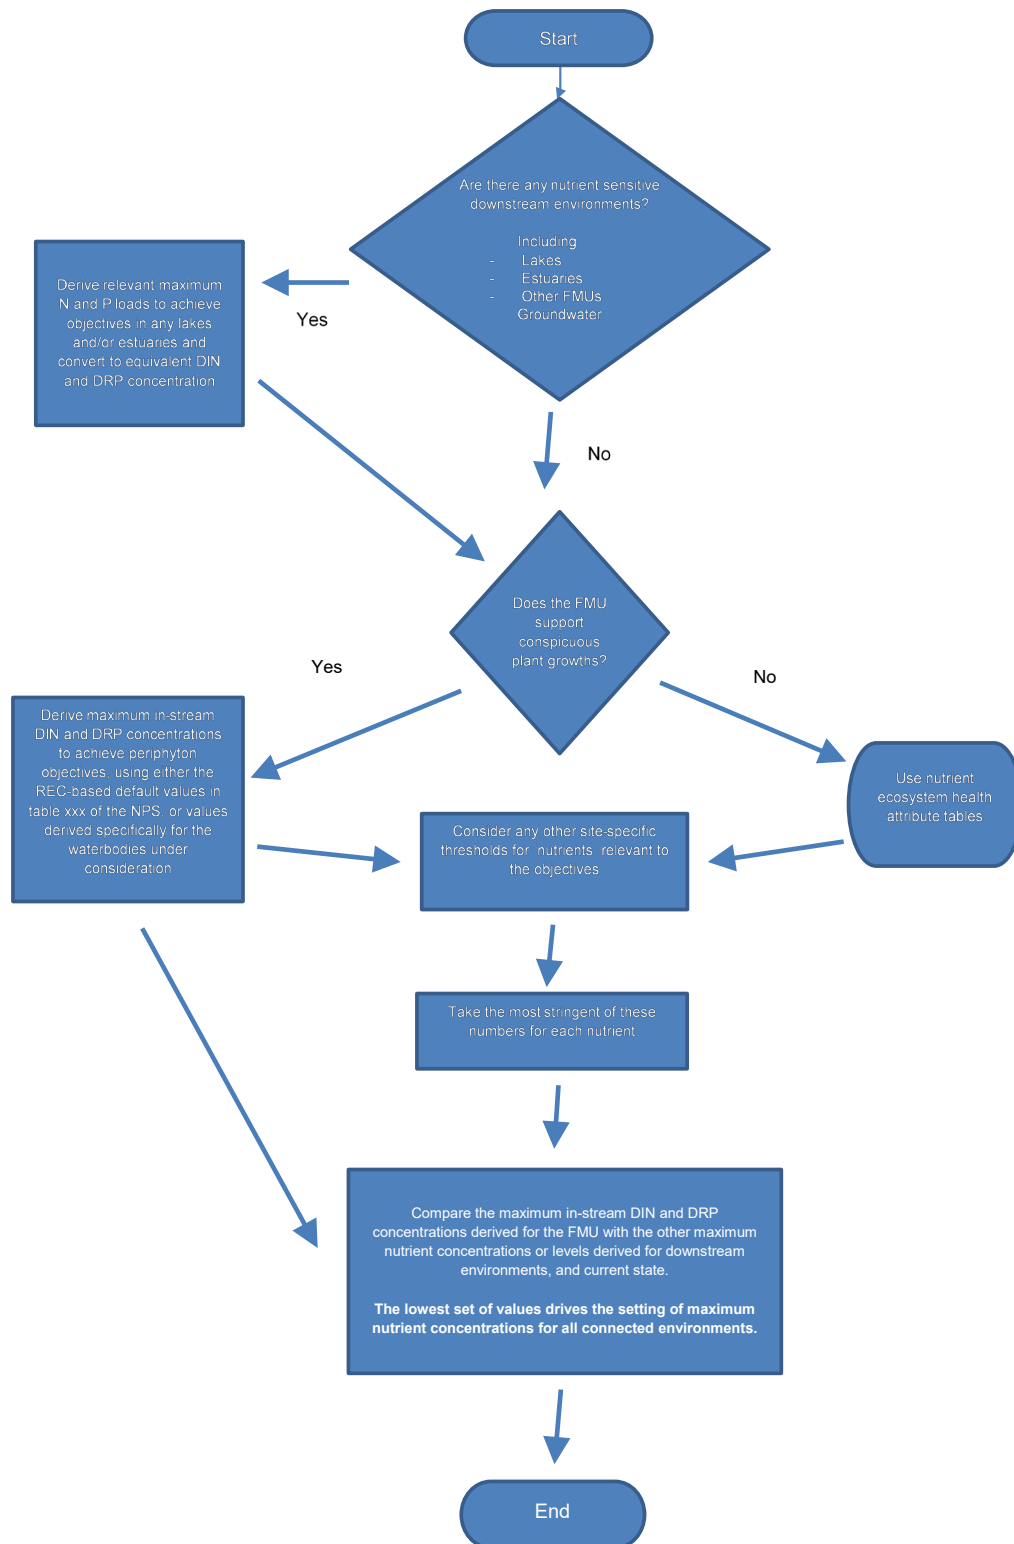 Start
Are there any nutrient sensitive
downstream environments?
Including
- Lakes
- Estuaries
- Other FMUs
Groundwater
Yes
Derive relevant maximum
N and P loads to achieve
objectives in any lakes
and/or estuaries and
convert to equivalent DIN
and DRP concentration
No
Does the FMU
support
conspicuous
plant growths?
Yes
No
Derive maximum in-stream
DIN and DRP concentrations
to achieve periphyton
objectives, using either the
REC-based default values in
table xxx of the NPS, or values
derived specifically for the
waterbodies under
consideration
Use nutrient
ecosystem health
attribute tables
Consider any other site-specific
thresholds for nutrients relevant to
the objectives
Take the most stringent of these
numbers for each nutrient
Compare the maximum in-stream DIN and DRP
concentrations derived for the FMU with the other maximum
nutrient concentrations or levels derived for downstream
environments, and current state.
The lowest set of values drives the setting of maximum
nutrient concentrations for all connected environments.
End